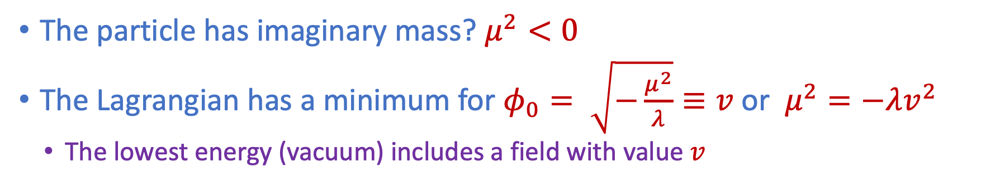 • The particle has imaginary mass? μ² < 0
• The Lagrangian has a minimum for ϕ₀ = √(−μ²/λ) ≡ v or μ² = −λv²
• The lowest energy (vacuum) includes a field with value v